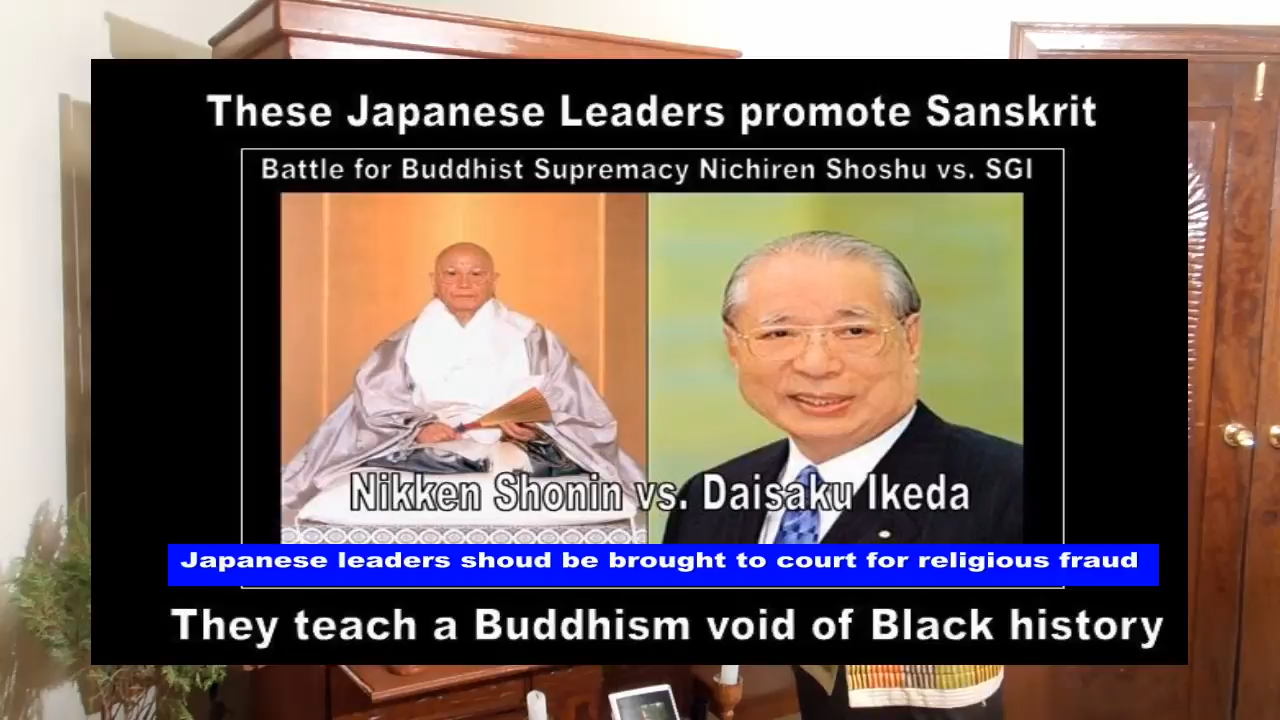 These Japanese Leaders promote Sanskrit
Battle for Buddhist Supremacy Nichiren Shoshu vs. SGI
Nikken Shonin vs. Daisaku Ikeda
Japanese leaders shoud be brought to court for religious fraud
They teach a Buddhism void of Black history